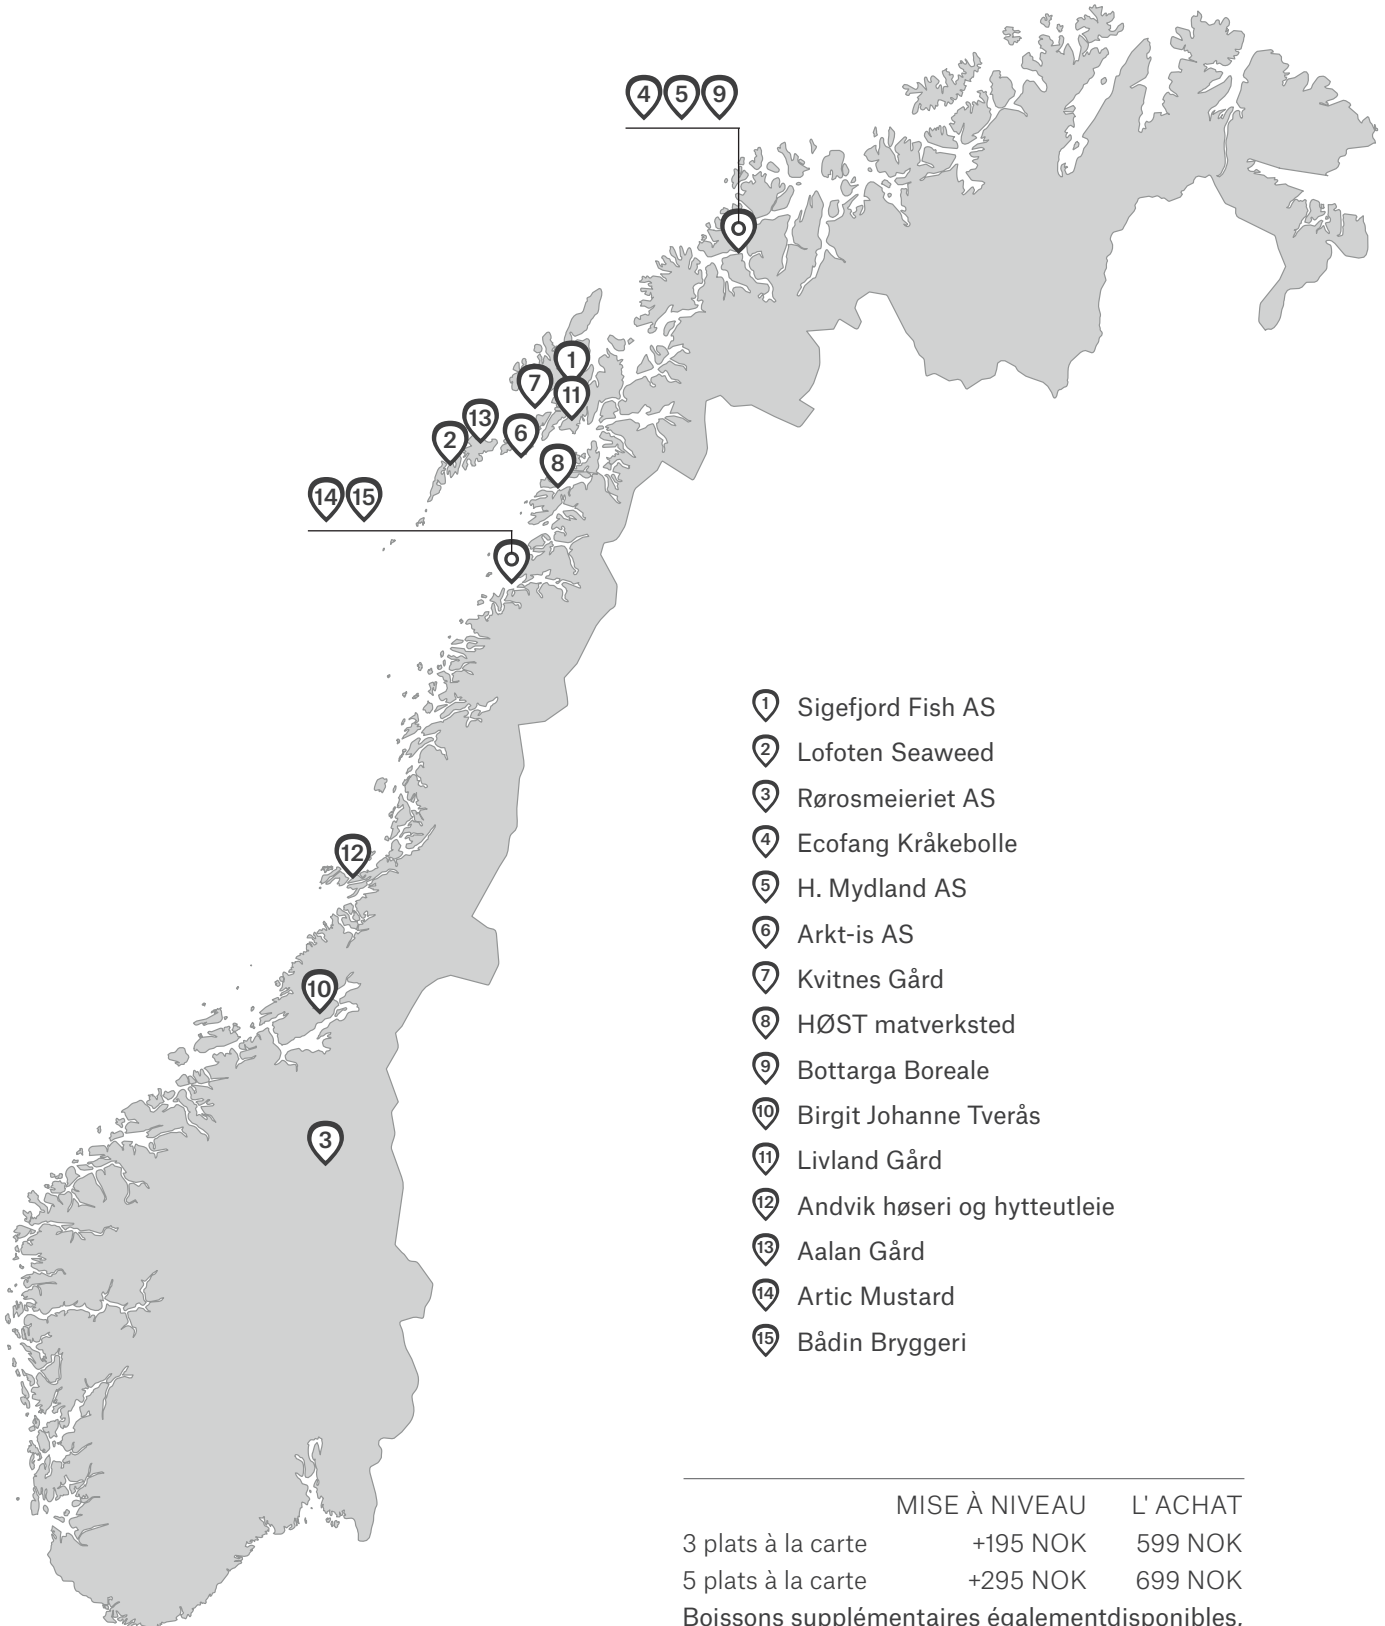 4 5 9
1
7
11
13
6
2
8
14 15
12
10
3
1 Sigefjord Fish AS
2 Lofoten Seaweed
3 Rørosmeieriet AS
4 Ecofang Kråkebolle
5 H. Mydland AS
6 Arkt-is AS
7 Kvitnes Gård
8 HØST matverksted
9 Bottarga Boreale
10 Birgit Johanne Tverås
11 Livland Gård
12 Andvik høseri og hytteutleie
13 Aalan Gård
14 Artic Mustard
15 Bådin Bryggeri
MISE À NIVEAU L' ACHAT
3 plats à la carte +195 NOK 599 NOK
5 plats à la carte +295 NOK 699 NOK
Boissons supplémentaires égalementdisponibles.